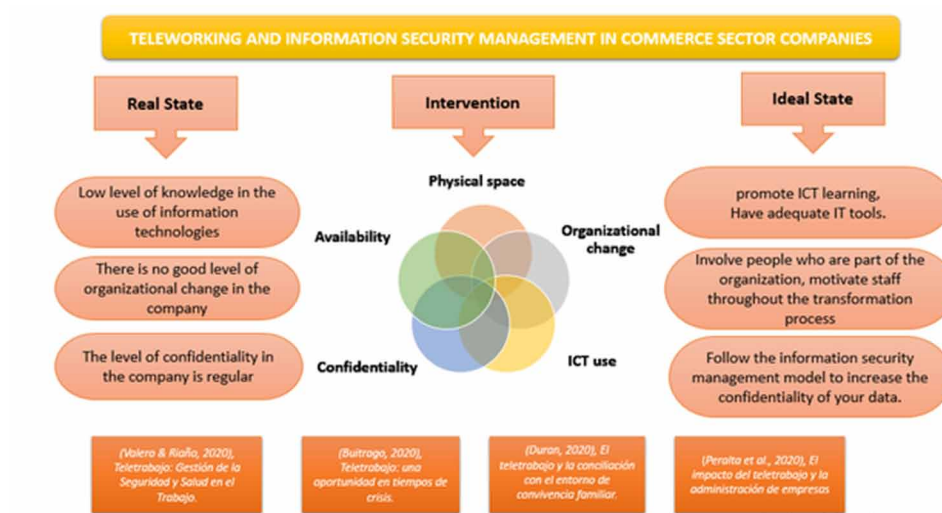 TELEWORKING AND INFORMATION SECURITY MANAGEMENT IN COMMERCE SECTOR COMPANIES
Real State
Intervention
Ideal State
Low level of knowledge in the
use of information
technologies
There is no good level of
organizational change in the
company
The level of confidentiality in
the company is regular
Physical space
Availability
Organizational
change
Confidentiality
ICT use
promote ICT learning,
Have adequate IT tools.
Involve people who are part of the
organization, motivate staff
throughout the transformation
process
Follow the information security
management model to increase the
confidentiality of your data.
(Valero & Riaño, 2020),
Teletrabajo: Gestión de la
Seguridad y Salud en el
Trabajo.
(Buitrago, 2020),
Teletrabajo: una
oportunidad en tiempos de
crisis.
(Duran, 2020), El
teletrabajo y la conciliación
con el entorno de
convivencia familiar.
(Peralta et al., 2020), El
impacto del teletrabajo y la
administración de empresas